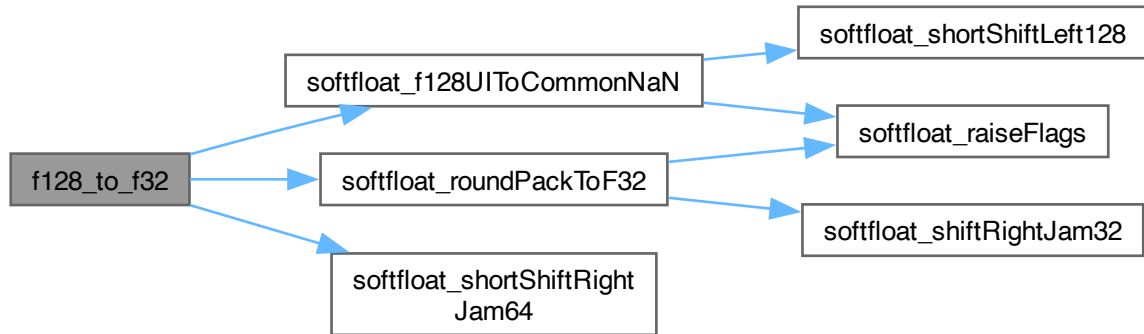 softfloat_shortShiftLeft128
softfloat_f128UIToCommonNaN
softfloat_raiseFlags
f128_to_f32
softfloat_roundPackToF32
softfloat_shiftRightJam32
softfloat_shortShiftRight
Jam64